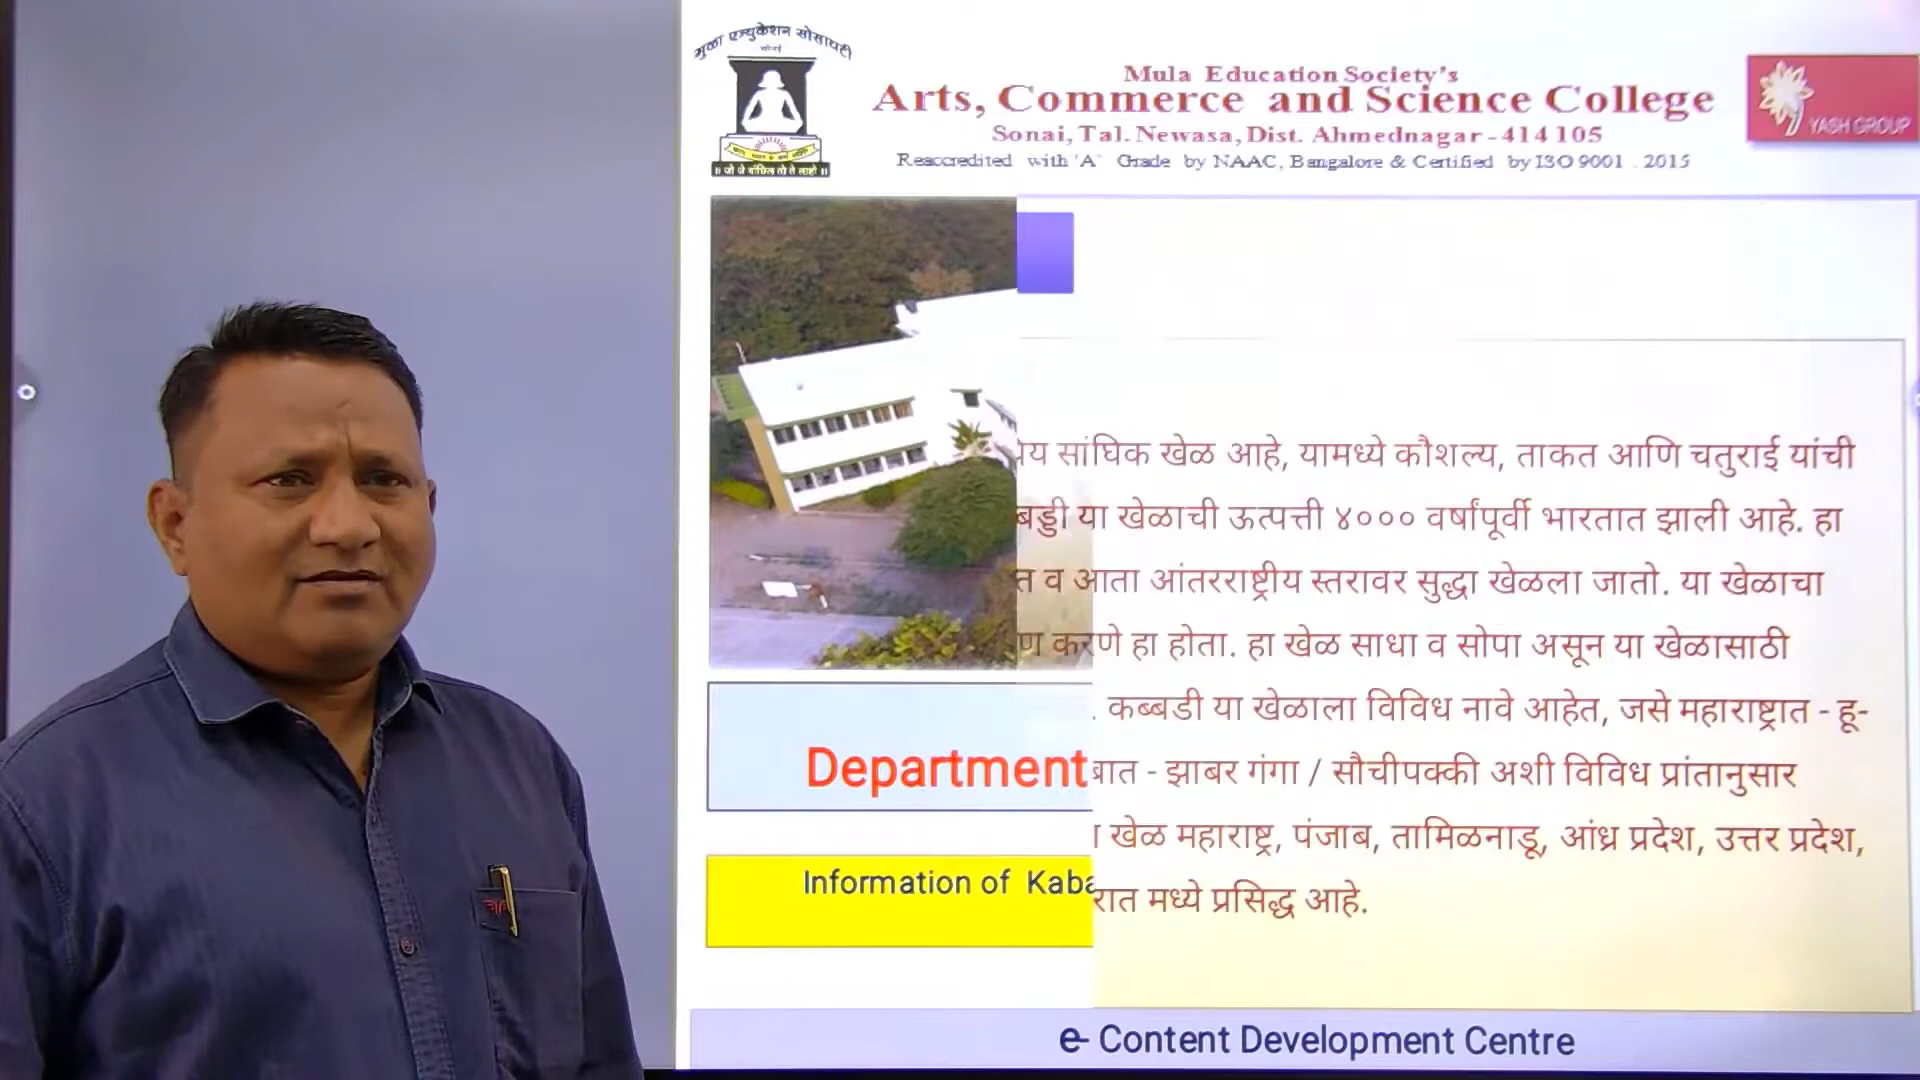 मुळा एज्युकेशन सोसायटी
सोनई
Mula Education Society's
Arts, Commerce and Science College
Sonai, Tal. Newasa, Dist. Ahmednagar - 414 105
Reaccredited with 'A' Grade by NAAC, Bangalore & Certified by ISO 9001 . 2015
YASH GROUP
।। जो जे वांछिल तो ते लाहो ।।
सांघिक खेळ आहे, यामध्ये कौशल्य, ताकत आणि चतुराई यांची
या खेळाची ऊत्पत्ती ४००० वर्षांपूर्वी भारतात झाली आहे. हा
व आता आंतरराष्ट्रीय स्तरावर सुद्धा खेळला जातो. या खेळाचा
करणे हा होता. हा खेळ साधा व सोपा असून या खेळासाठी
. कब्बडी या खेळाला विविध नावे आहेत, जसे महाराष्ट्रात - हू-
Department
- झाबर गंगा / सौचीपक्की अशी विविध प्रांतानुसार
खेळ महाराष्ट्र, पंजाब, तामिळनाडू, आंध्र प्रदेश, उत्तर प्रदेश,
Information of Kaba
रात मध्ये प्रसिद्ध आहे.
e- Content Development Centre